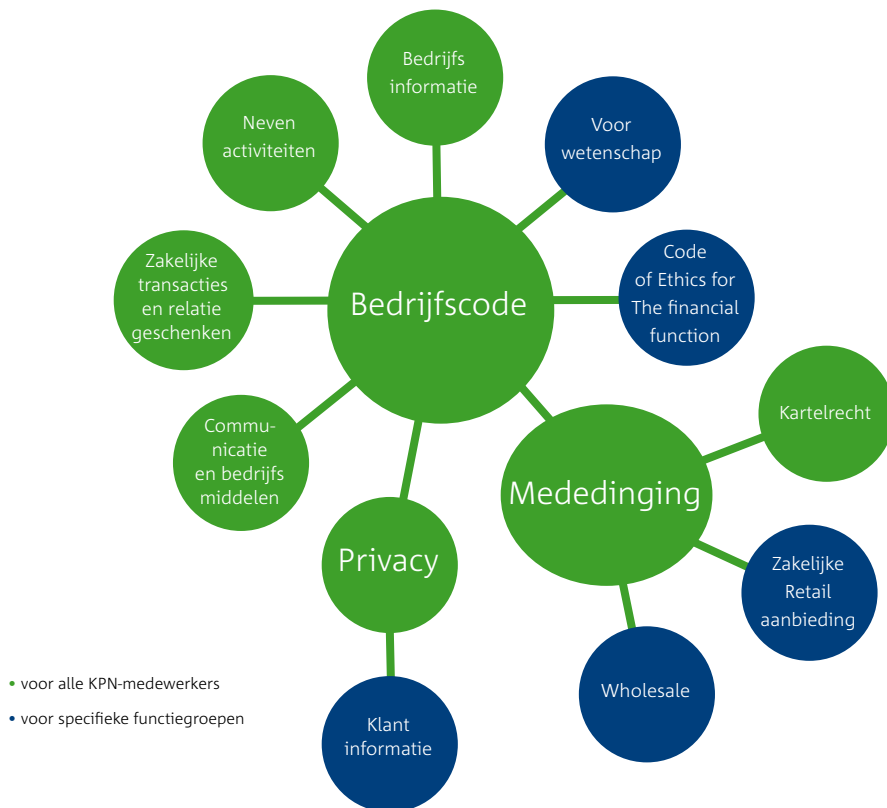 Bedrijfs
informatie
Neven
activiteiten
Voor
wetenschap
Zakelijke
transacties
en relatie
geschenken
Bedrijfscode
Code
of Ethics for
The financial
function
Commu-
nicatie
en bedrijfs
middelen
Kartelrecht
Mededinging
Privacy
Zakelijke
Retail
aanbieding
Wholesale
Klant
informatie
• voor alle KPN-medewerkers
• voor specifieke functiegroepen